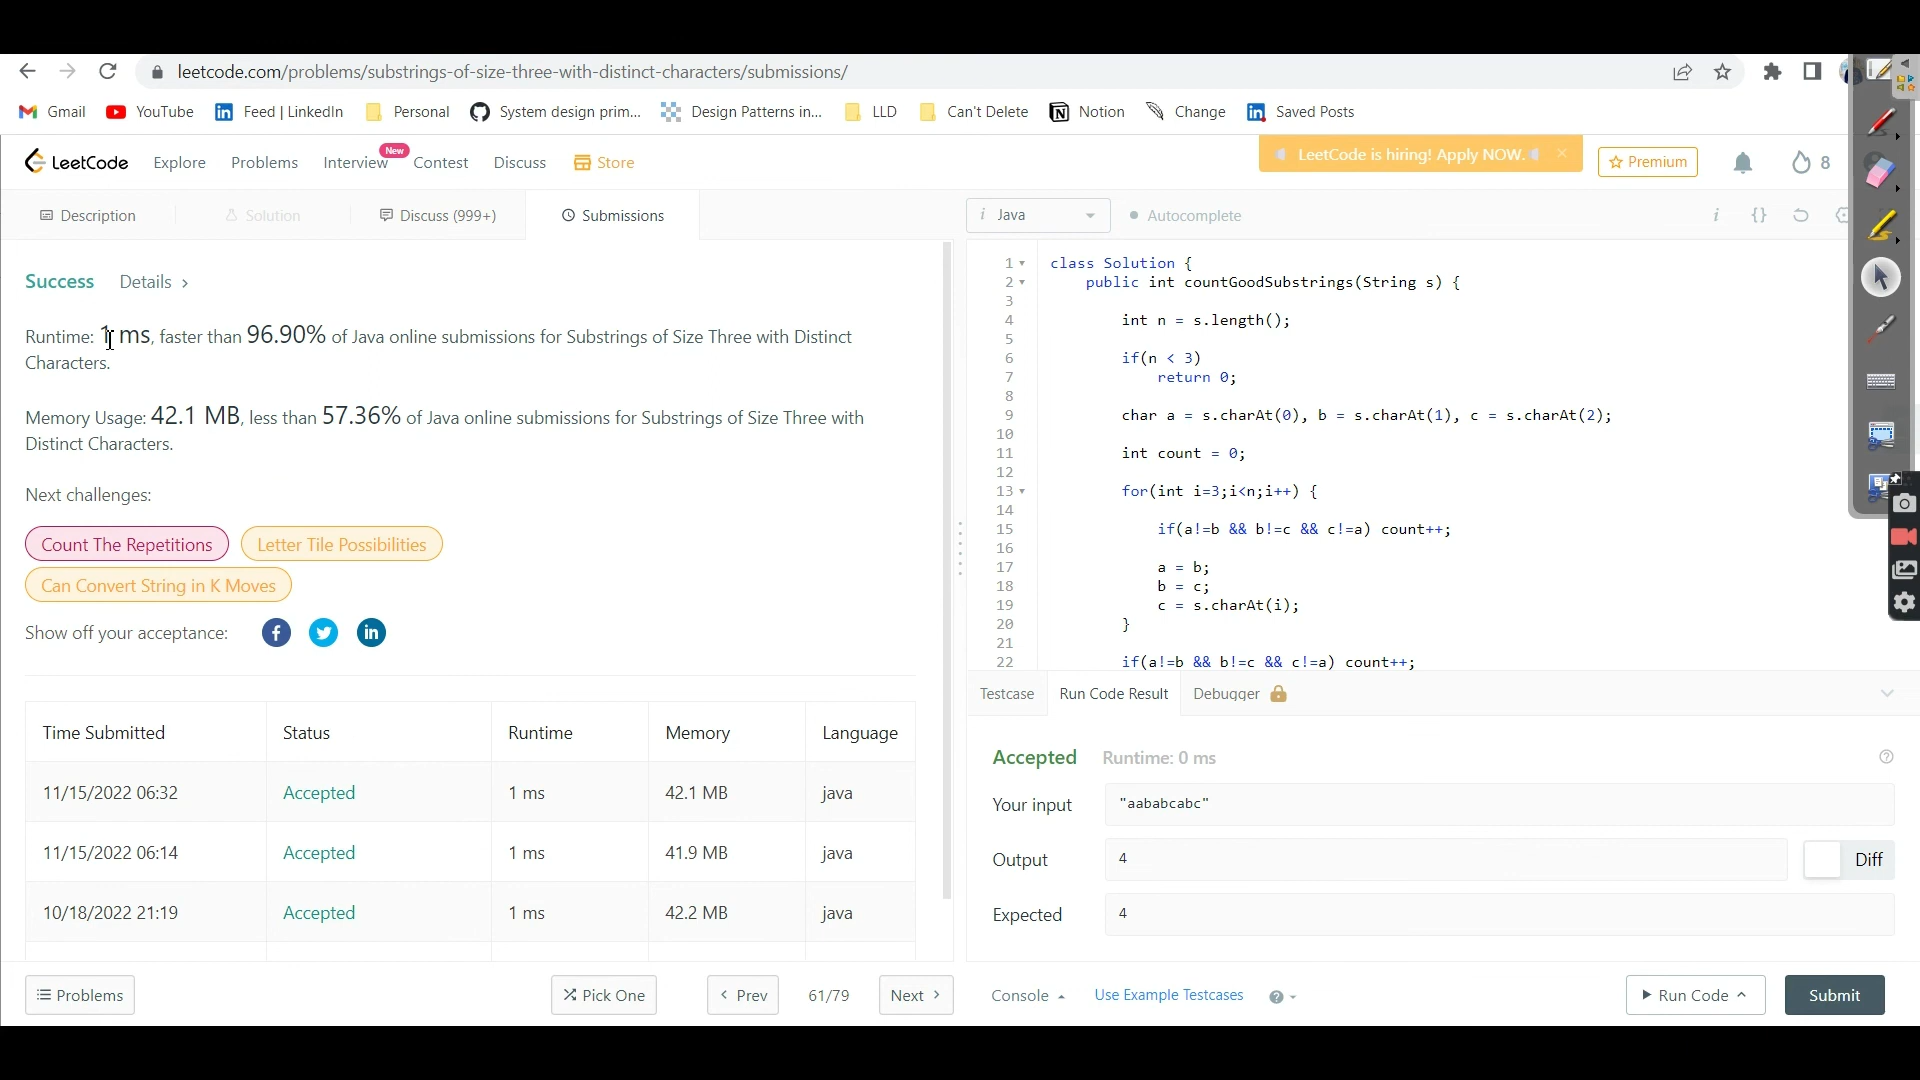 leetcode.com/problems/substrings-of-size-three-with-distinct-characters/submissions/
Gmail YouTube Feed | LinkedIn Personal System design prim... Design Patterns in... LLD Can't Delete Notion Change Saved Posts
LeetCode Explore Problems Interview New Contest Discuss Store LeetCode is hiring! Apply NOW. Premium 8
Description Solution Discuss (999+) Submissions
i Java Autocomplete
Success Details >
Runtime: 1 ms, faster than 96.90% of Java online submissions for Substrings of Size Three with Distinct
Characters.
Memory Usage: 42.1 MB, less than 57.36% of Java online submissions for Substrings of Size Three with
Distinct Characters.
Next challenges:
Count The Repetitions Letter Tile Possibilities
Can Convert String in K Moves
Show off your acceptance:
Time Submitted Status Runtime Memory Language
11/15/2022 06:32 Accepted 1 ms 42.1 MB java
11/15/2022 06:14 Accepted 1 ms 41.9 MB java
10/18/2022 21:19 Accepted 1 ms 42.2 MB java
1 class Solution {
2 public int countGoodSubstrings(String s) {
3
4 int n = s.length();
5
6 if(n < 3)
7 return 0;
8
9 char a = s.charAt(0), b = s.charAt(1), c = s.charAt(2);
10
11 int count = 0;
12
13 for(int i=3;i<n;i++) {
14
15 if(a!=b && b!=c && c!=a) count++;
16
17 a = b;
18 b = c;
19 c = s.charAt(i);
20 }
21
22 if(a!=b && b!=c && c!=a) count++;
Testcase Run Code Result Debugger
Accepted Runtime: 0 ms
Your input "aababcabc"
Output 4 Diff
Expected 4
Problems Pick One < Prev 61/79 Next > Console Use Example Testcases Run Code Submit